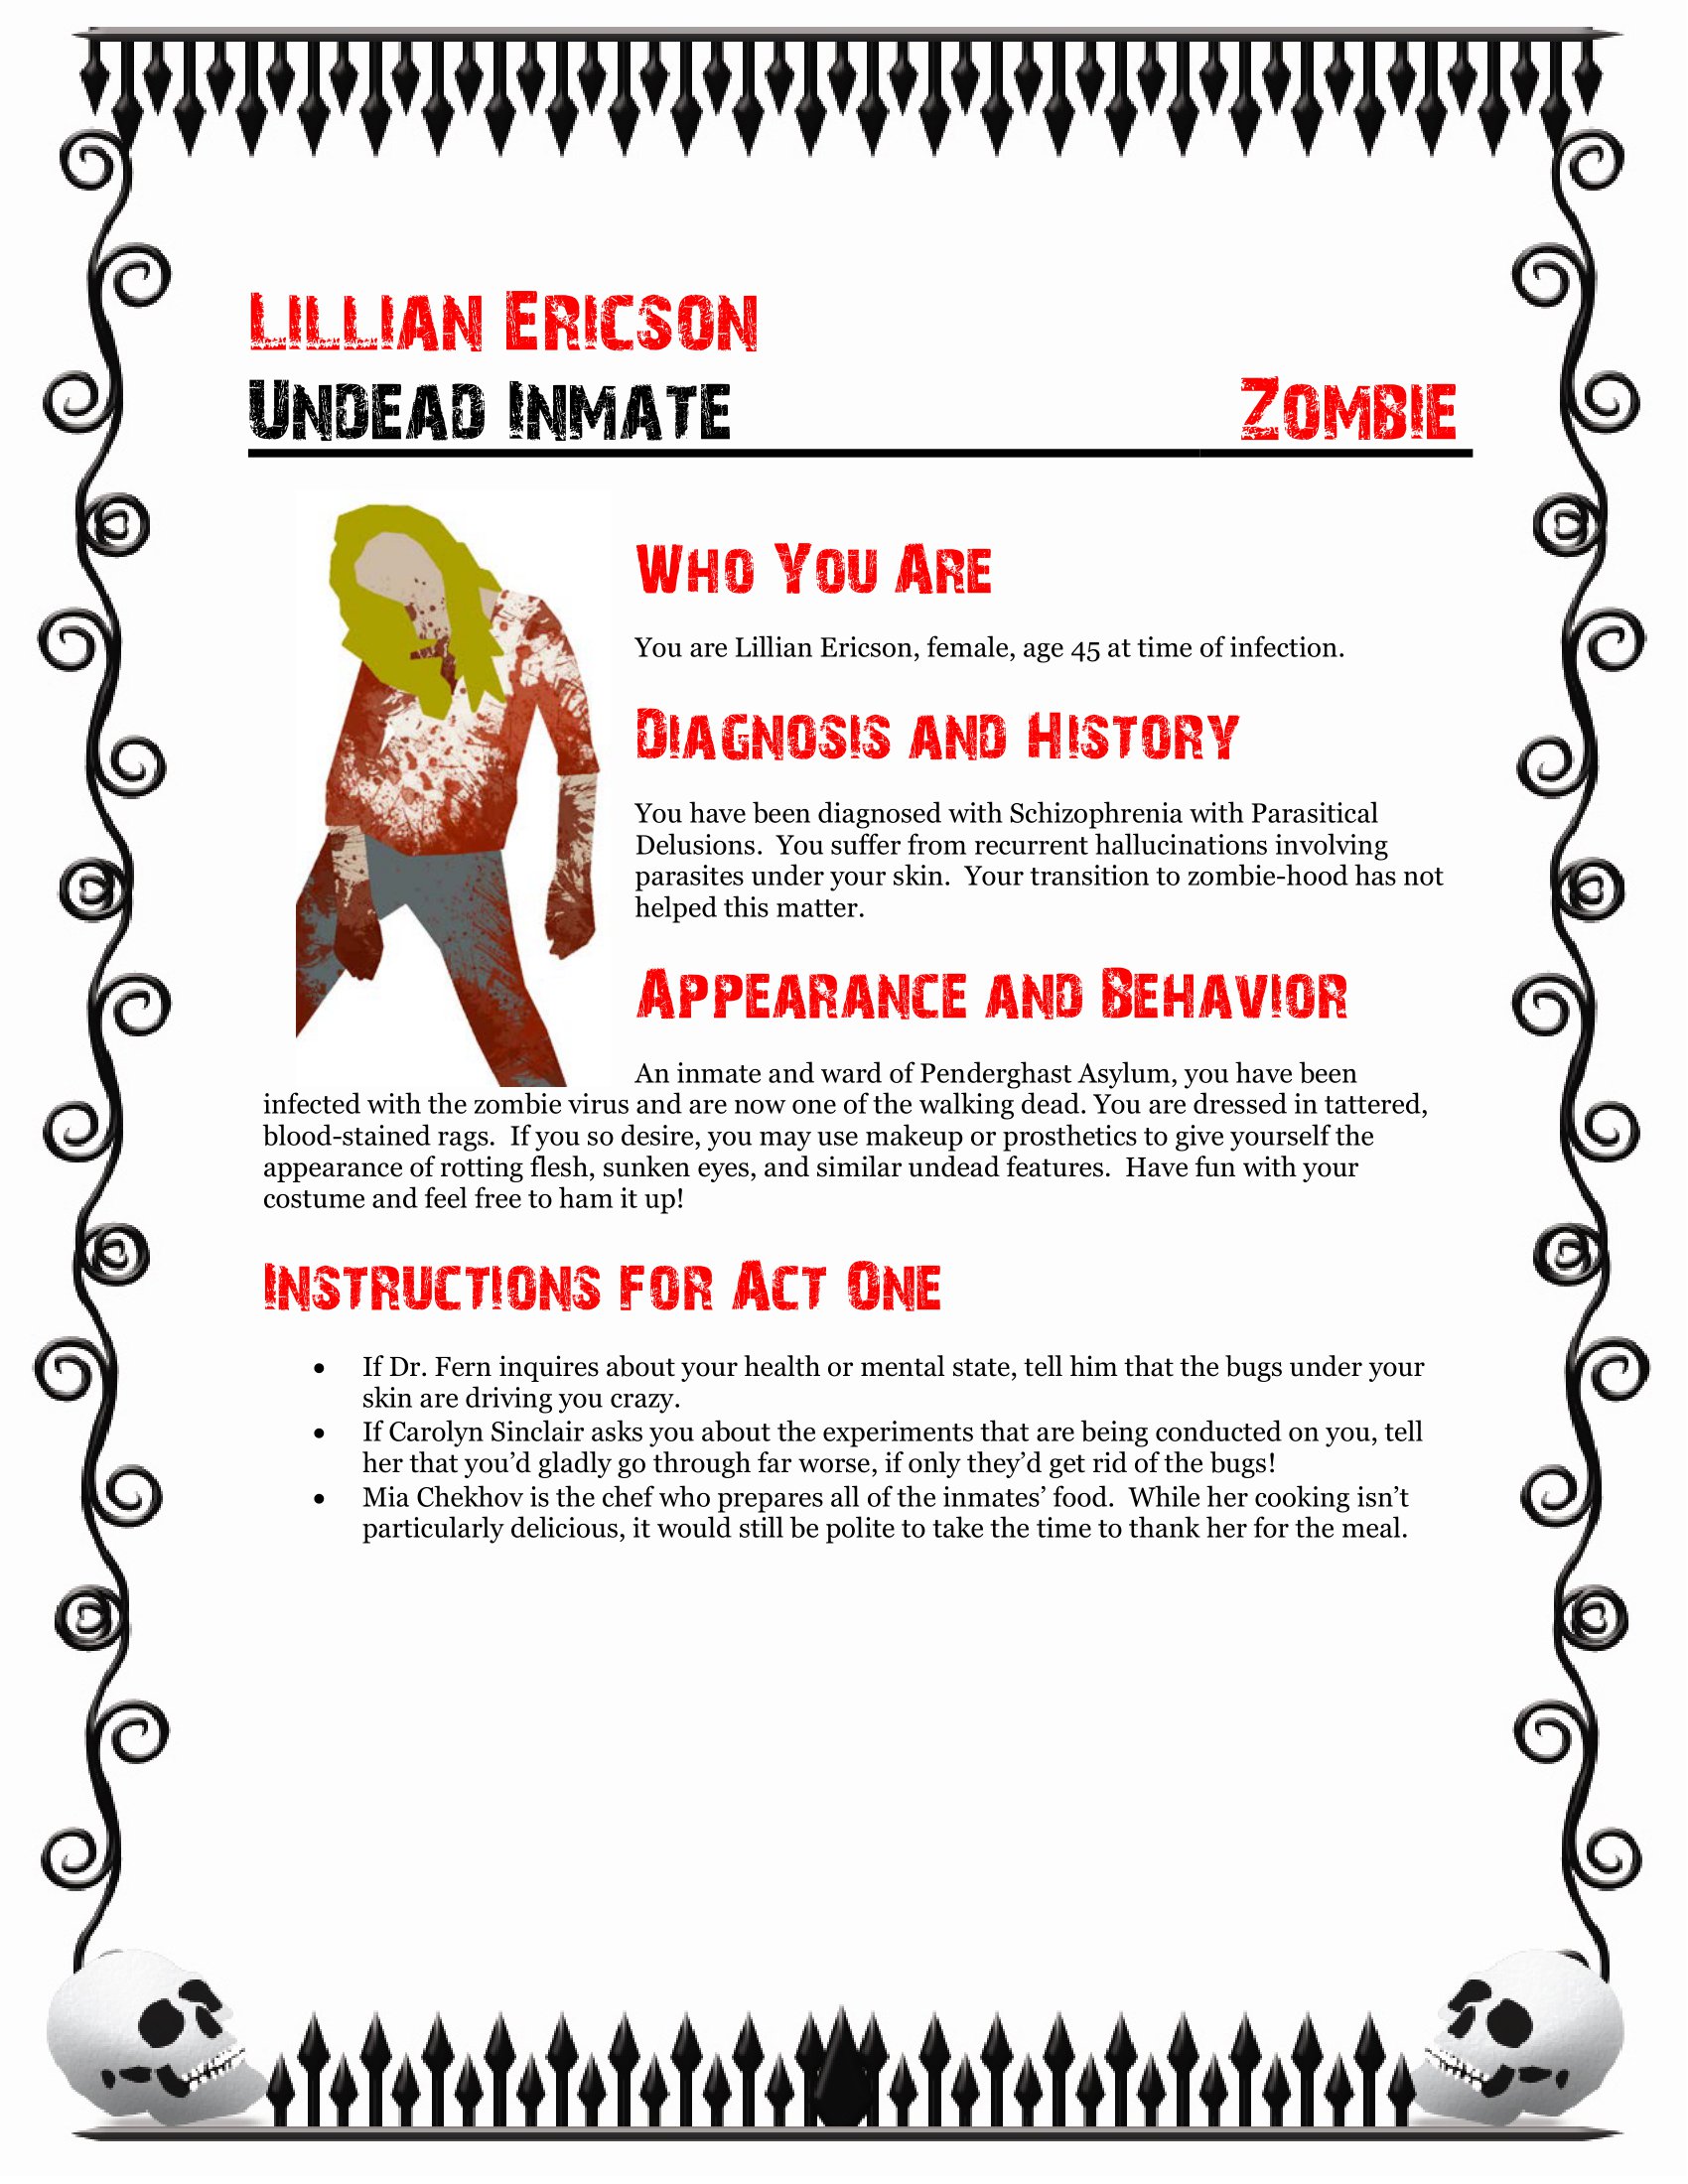 Lillian Ericson
Undead Inmate Zombie
Who You Are
You are Lillian Ericson, female, age 45 at time of infection.
Diagnosis and History
You have been diagnosed with Schizophrenia with Parasitical
Delusions.  You suffer from recurrent hallucinations involving
parasites under your skin.  Your transition to zombie-hood has not
helped this matter.
Appearance and Behavior
An inmate and ward of Penderghast Asylum, you have been
infected with the zombie virus and are now one of the walking dead. You are dressed in tattered,
blood-stained rags.  If you so desire, you may use makeup or prosthetics to give yourself the
appearance of rotting flesh, sunken eyes, and similar undead features.  Have fun with your
costume and feel free to ham it up!
Instructions for Act One
• If Dr. Fern inquires about your health or mental state, tell him that the bugs under your
skin are driving you crazy.
• If Carolyn Sinclair asks you about the experiments that are being conducted on you, tell
her that you’d gladly go through far worse, if only they’d get rid of the bugs!
• Mia Chekhov is the chef who prepares all of the inmates’ food.  While her cooking isn’t
particularly delicious, it would still be polite to take the time to thank her for the meal.